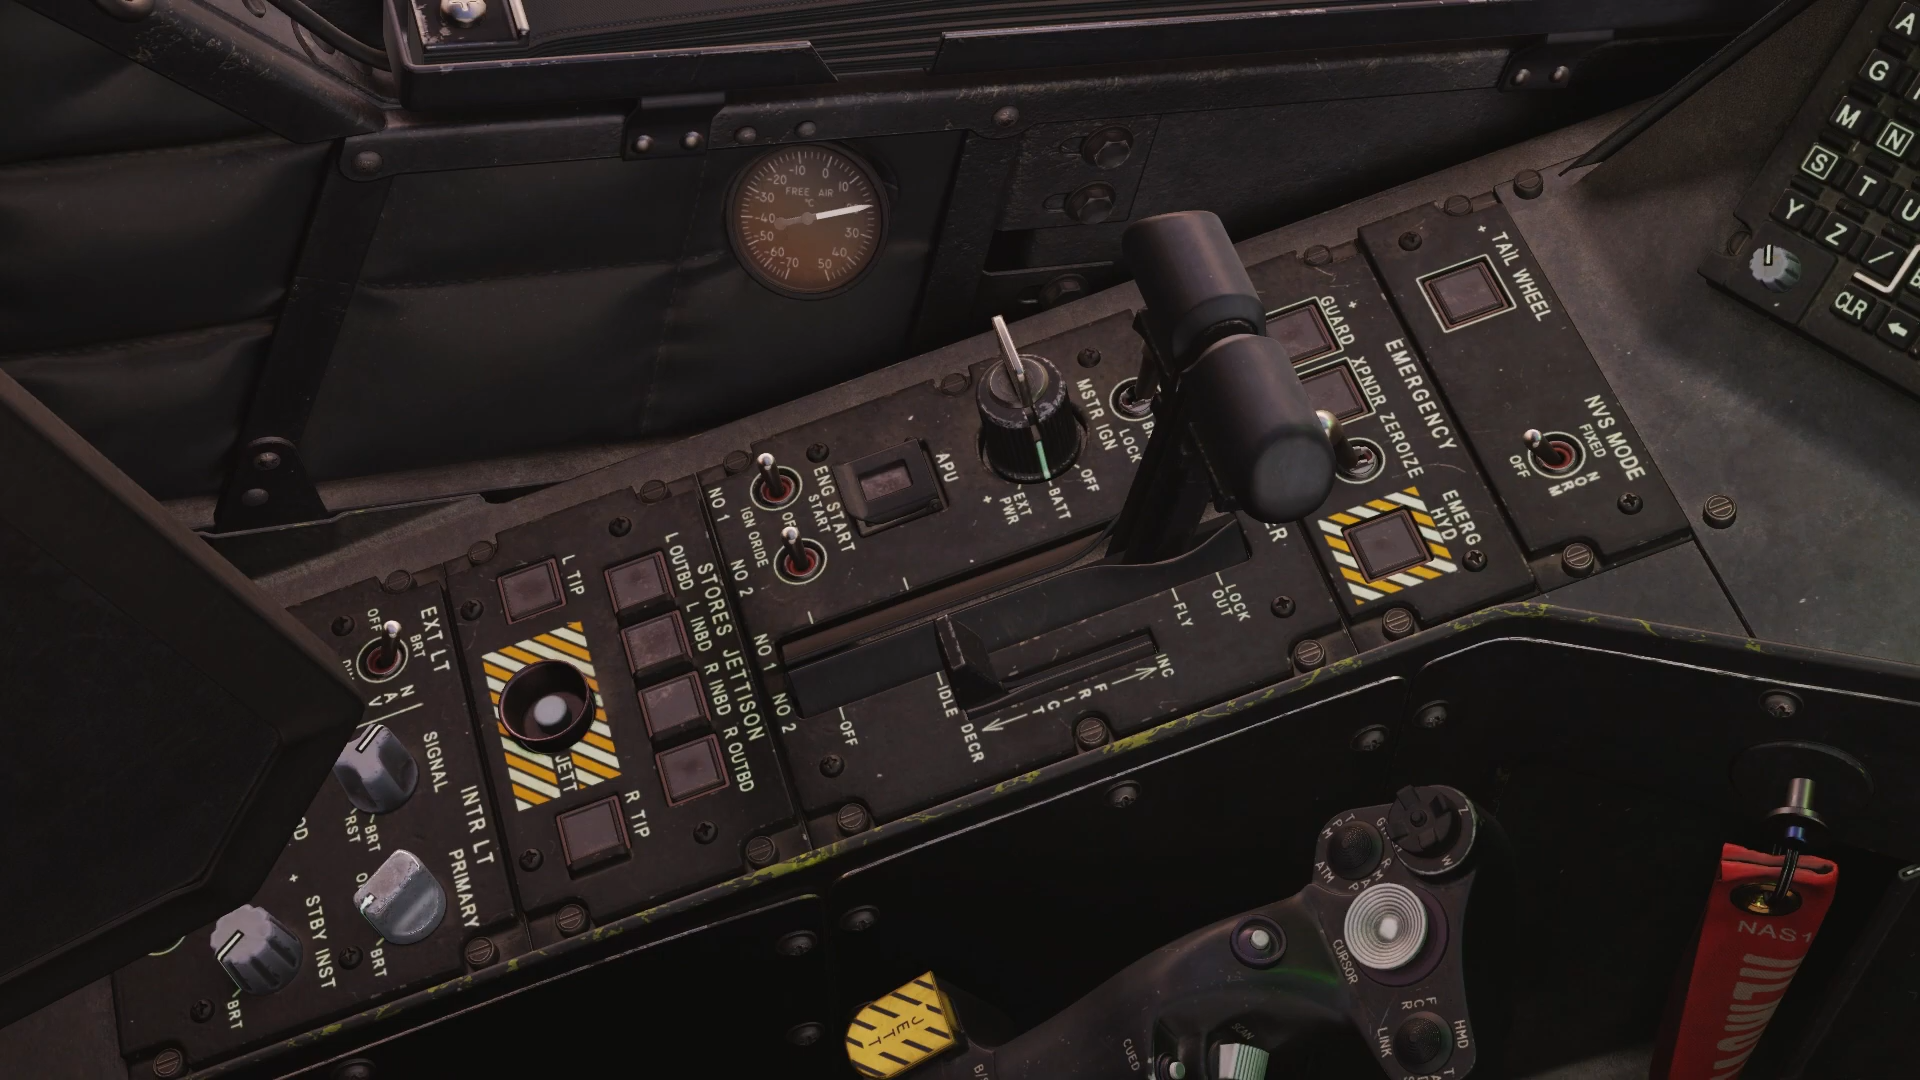 -10 0 10
-20
-30
-40
-50
-60
-70
30
40
50
FREE AIR
°C
A
G
M N
S T U
Y Z /
CLR
+ TAIL WHEEL
NVS MODE
FIXED
NORM
OFF
+
GUARD
XPNDR
ZEROIZE
EMERGENCY
EMERG
HYD
MSTR IGN
LOCK
OFF
BATT
EXT
PWR
+
APU
ENG START
START
OFF
IGN ORIDE
NO 1
NO 2
NO 1
NO 2
OFF
IDLE
FLY
LOCK
OUT
INC
FRICT
DECR
L TIP
L OUTBD L INBD R INBD R OUTBD
STORES JETTISON
JETT
R TIP
EXT LT
OFF
BRT
NAV
SIGNAL
BRT
INTR LT
PRIMARY
BRT
+
STBY INST
BRT
JETT
CURSOR
FCR
HMD
LINK
CUED
SCAN
NAS1